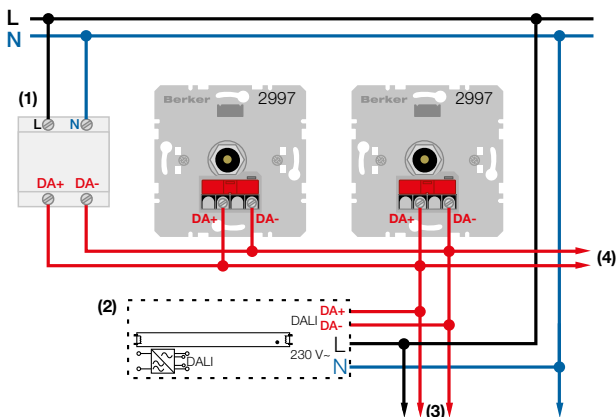 L
N
(1)
L N
DA+ DA-
Berker 2997
DA+ DA-
Berker 2997
DA+ DA-
(4)
(2)
DALI DA+
DA-
L
230 V~
N
DALI
(3)